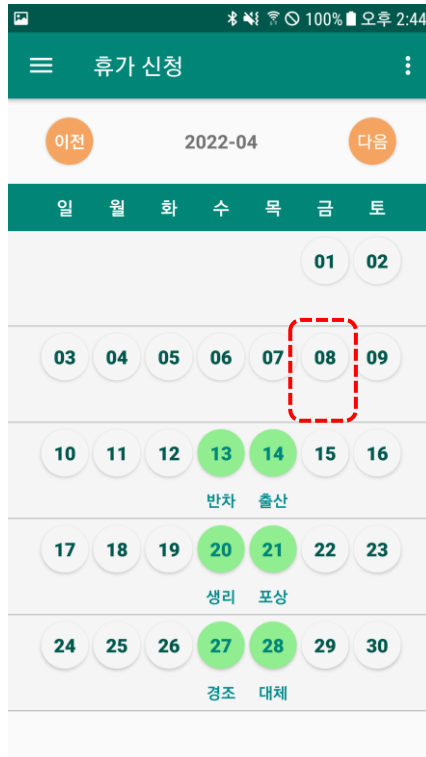 100% 오후 2:44
휴가 신청
이전 2022-04 다음
일 월 화 수 목 금 토
01 02
03 04 05 06 07 08 09
10 11 12 13 14 15 16
반차 출산
17 18 19 20 21 22 23
생리 포상
24 25 26 27 28 29 30
경조 대체